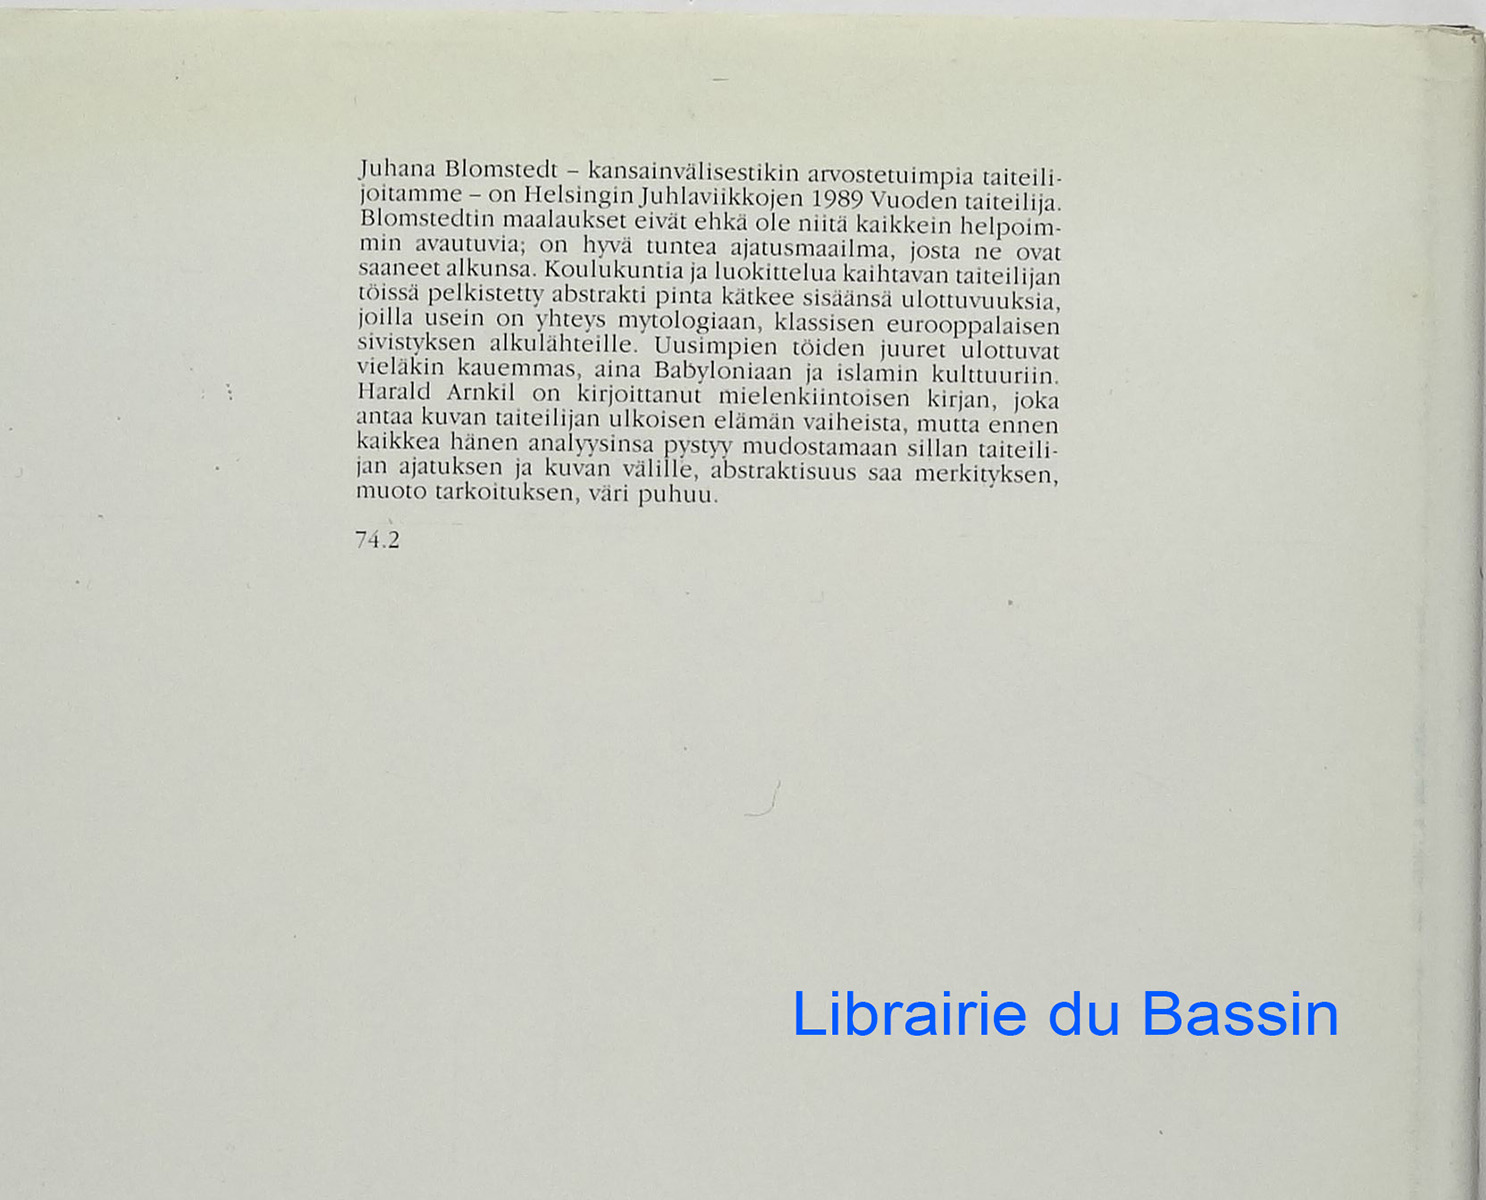 Juhana Blomstedt – kansainvälisestikin arvostetuimpia taiteili-
joitamme – on Helsingin Juhlaviikkojen 1989 Vuoden taiteilija.
Blomstedtin maalaukset eivät ehkä ole niitä kaikkein helpoim-
min avautuvia; on hyvä tuntea ajatusmaailma, josta ne ovat
saaneet alkunsa. Koulukuntia ja luokittelua kaihtavan taiteilijan
töissä pelkistetty abstrakti pinta kätkee sisäänsä ulottuvuuksia,
joilla usein on yhteys mytologiaan, klassisen eurooppalaisen
sivistyksen alkulähteille. Uusimpien töiden juuret ulottuvat
vieläkin kauemmas, aina Babyloniaan ja islamin kulttuuriin.
Harald Arnkil on kirjoittanut mielenkiintoisen kirjan, joka
antaa kuvan taiteilijan ulkoisen elämän vaiheista, mutta ennen
kaikkea hänen analyysinsa pystyy mudostamaan sillan taiteili-
jan ajatuksen ja kuvan välille, abstraktisuus saa merkityksen,
muoto tarkoituksen, väri puhuu.
74.2
Librairie du Bassin